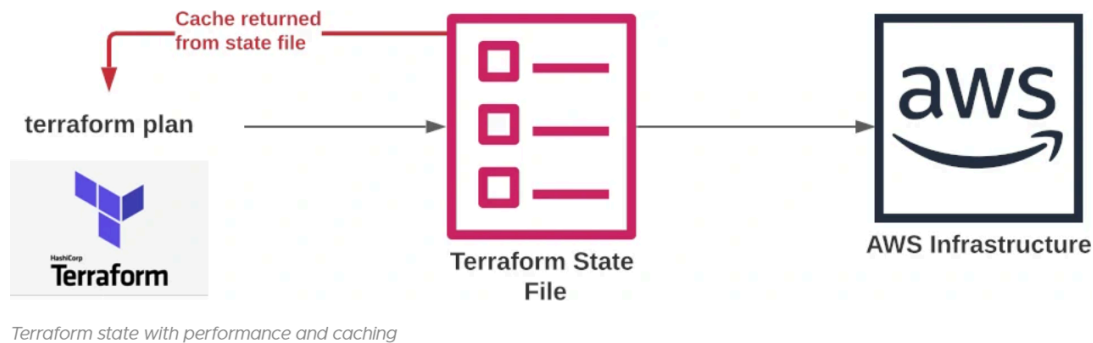 Cache returned
from state file
terraform plan
HashiCorp
Terraform
Terraform State
File
aws
AWS Infrastructure
Terraform state with performance and caching